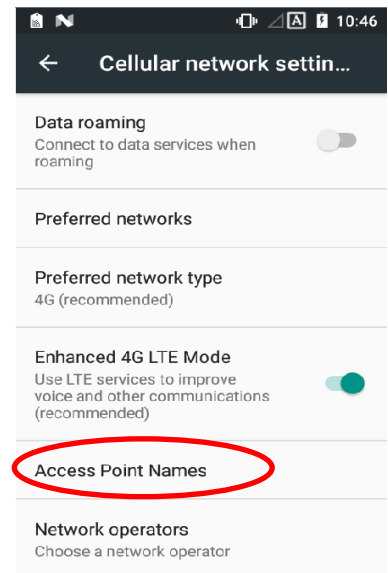 N A 10:46
Cellular network settin...
Data roaming
Connect to data services when
roaming
Preferred networks
Preferred network type
4G (recommended)
Enhanced 4G LTE Mode
Use LTE services to improve
voice and other communications
(recommended)
Access Point Names
Network operators
Choose a network operator